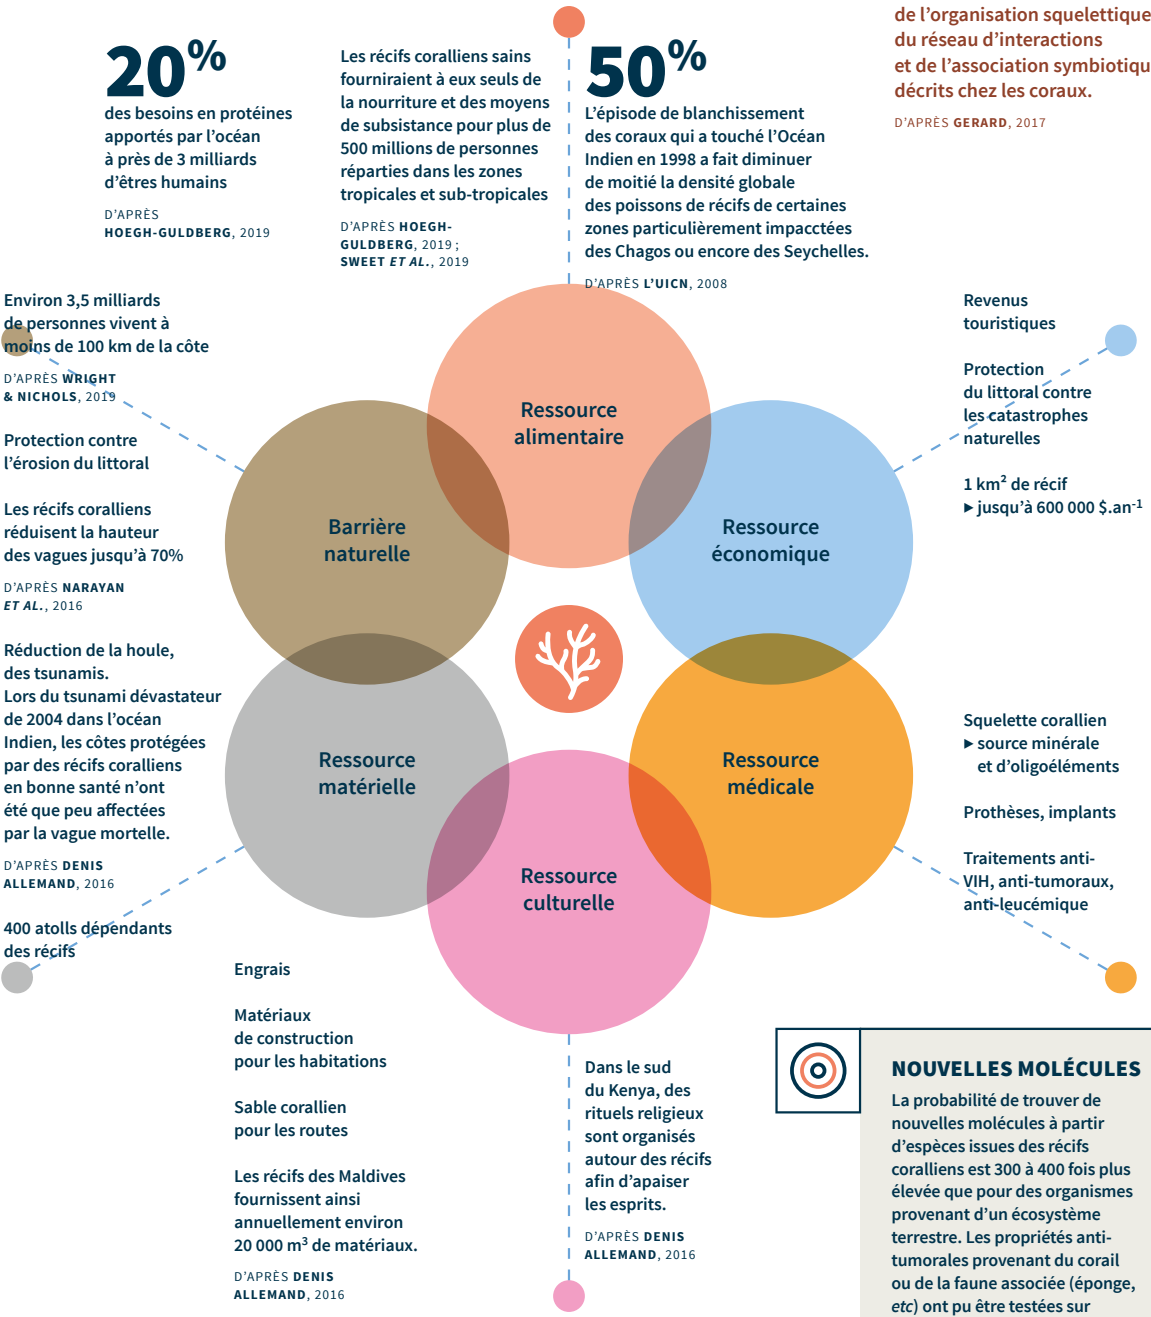 20%
des besoins en protéines
apportés par l’océan
à près de 3 milliards
d’êtres humains
D’APRÈS
HOEGH-GULDBERG, 2019
Les récifs coralliens sains
fourniraient à eux seuls de
la nourriture et des moyens
de subsistance pour plus de
500 millions de personnes
réparties dans les zones
tropicales et sub-tropicales
D’APRÈS HOEGH-
GULDBERG, 2019 ;
SWEET ET AL., 2019
50%
L’épisode de blanchissement
des coraux qui a touché l’Océan
Indien en 1998 a fait diminuer
de moitié la densité globale
des poissons de récifs de certaines
zones particulièrement impacctées
des Chagos ou encore des Seychelles.
D’APRÈS L’UICN, 2008
de l’organisation squelettique
du réseau d’interactions
et de l’association symbiotiqu
décrits chez les coraux.
D’APRÈS GERARD, 2017
Environ 3,5 milliards
de personnes vivent à
moins de 100 km de la côte
D’APRÈS WRIGHT
& NICHOLS, 2019
Protection contre
l’érosion du littoral
Les récifs coralliens
réduisent la hauteur
des vagues jusqu’à 70%
D’APRÈS NARAYAN
ET AL., 2016
Réduction de la houle,
des tsunamis.
Lors du tsunami dévastateur
de 2004 dans l’océan
Indien, les côtes protégées
par des récifs coralliens
en bonne santé n’ont
été que peu affectées
par la vague mortelle.
D’APRÈS DENIS
ALLEMAND, 2016
400 atolls dépendants
des récifs
Ressource
alimentaire
Barrière
naturelle
Ressource
économique
Ressource
matérielle
Ressource
médicale
Ressource
culturelle
Revenus
touristiques
Protection
du littoral contre
les catastrophes
naturelles
1 km² de récif
▸ jusqu’à 600 000 $.an⁻¹
Squelette corallien
▸ source minérale
et d’oligoéléments
Prothèses, implants
Traitements anti-
VIH, anti-tumoraux,
anti-leucémique
Engrais
Matériaux
de construction
pour les habitations
Sable corallien
pour les routes
Les récifs des Maldives
fournissent ainsi
annuellement environ
20 000 m³ de matériaux.
D’APRÈS DENIS
ALLEMAND, 2016
Dans le sud
du Kenya, des
rituels religieux
sont organisés
autour des récifs
afin d’apaiser
les esprits.
D’APRÈS DENIS
ALLEMAND, 2016
NOUVELLES MOLÉCULES
La probabilité de trouver de
nouvelles molécules à partir
d’espèces issues des récifs
coralliens est 300 à 400 fois plus
élevée que pour des organismes
provenant d’un écosystème
terrestre. Les propriétés anti-
tumorales provenant du corail
ou de la faune associée (éponge,
etc) ont pu être testées sur